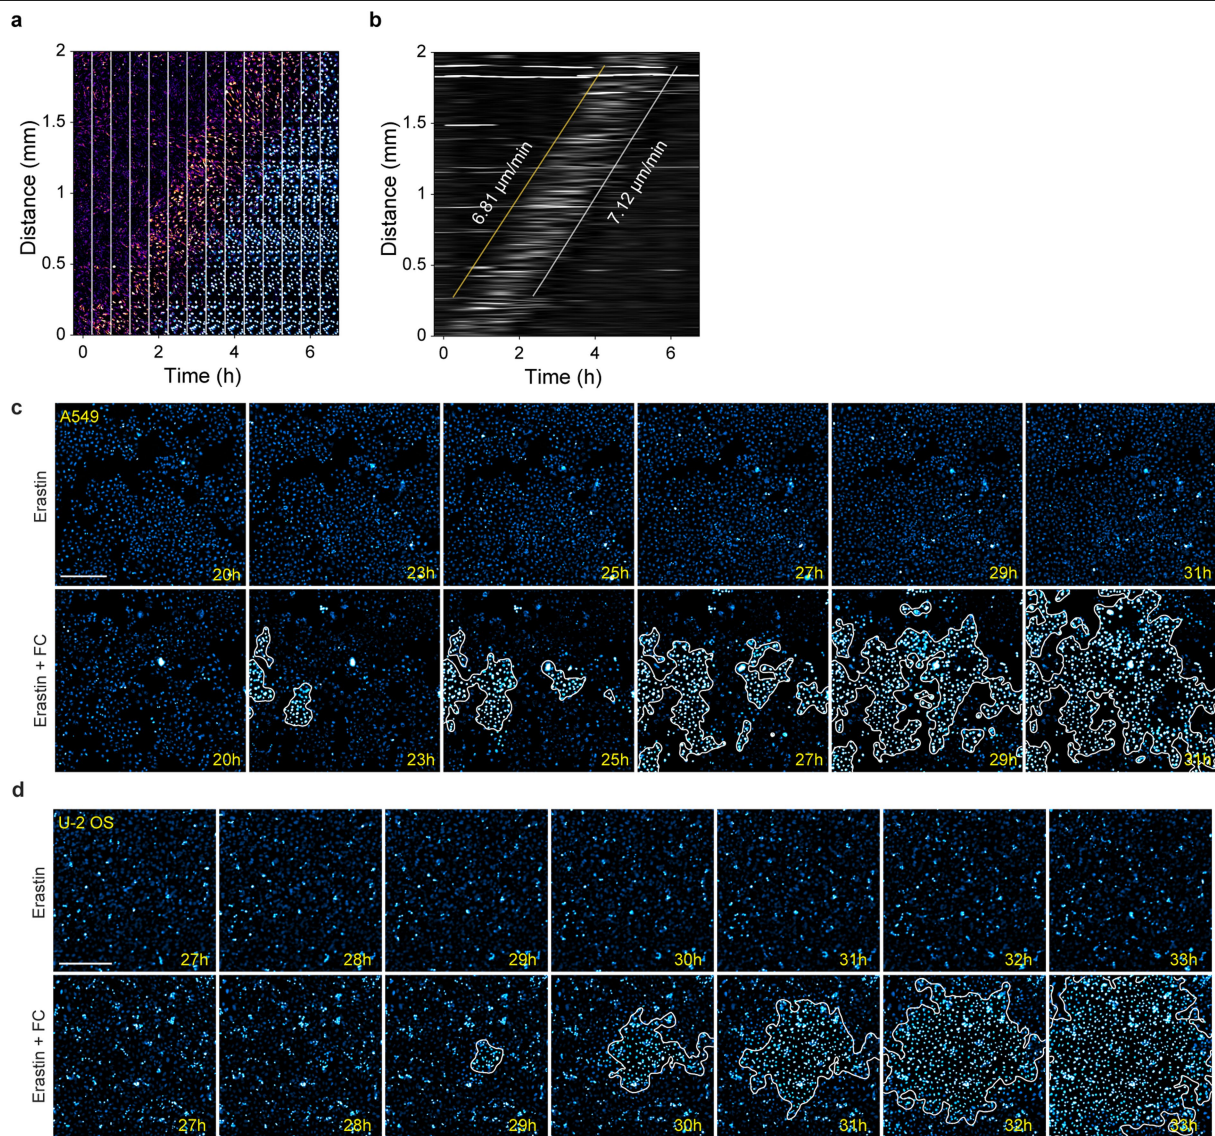 a
b
Distance (mm)
2
1.5
1
0.5
0
0
2
4
6
Time (h)
Distance (mm)
2
1.5
1
0.5
0
6.81 µm/min
7.12 µm/min
0
2
4
6
Time (h)
c
Erastin
A549
20h
23h
25h
27h
29h
31h
Erastin + FC
20h
23h
25h
27h
29h
31h
d
Erastin
U-2 OS
27h
28h
29h
30h
31h
32h
33h
Erastin + FC
27h
28h
29h
30h
31h
32h
33h